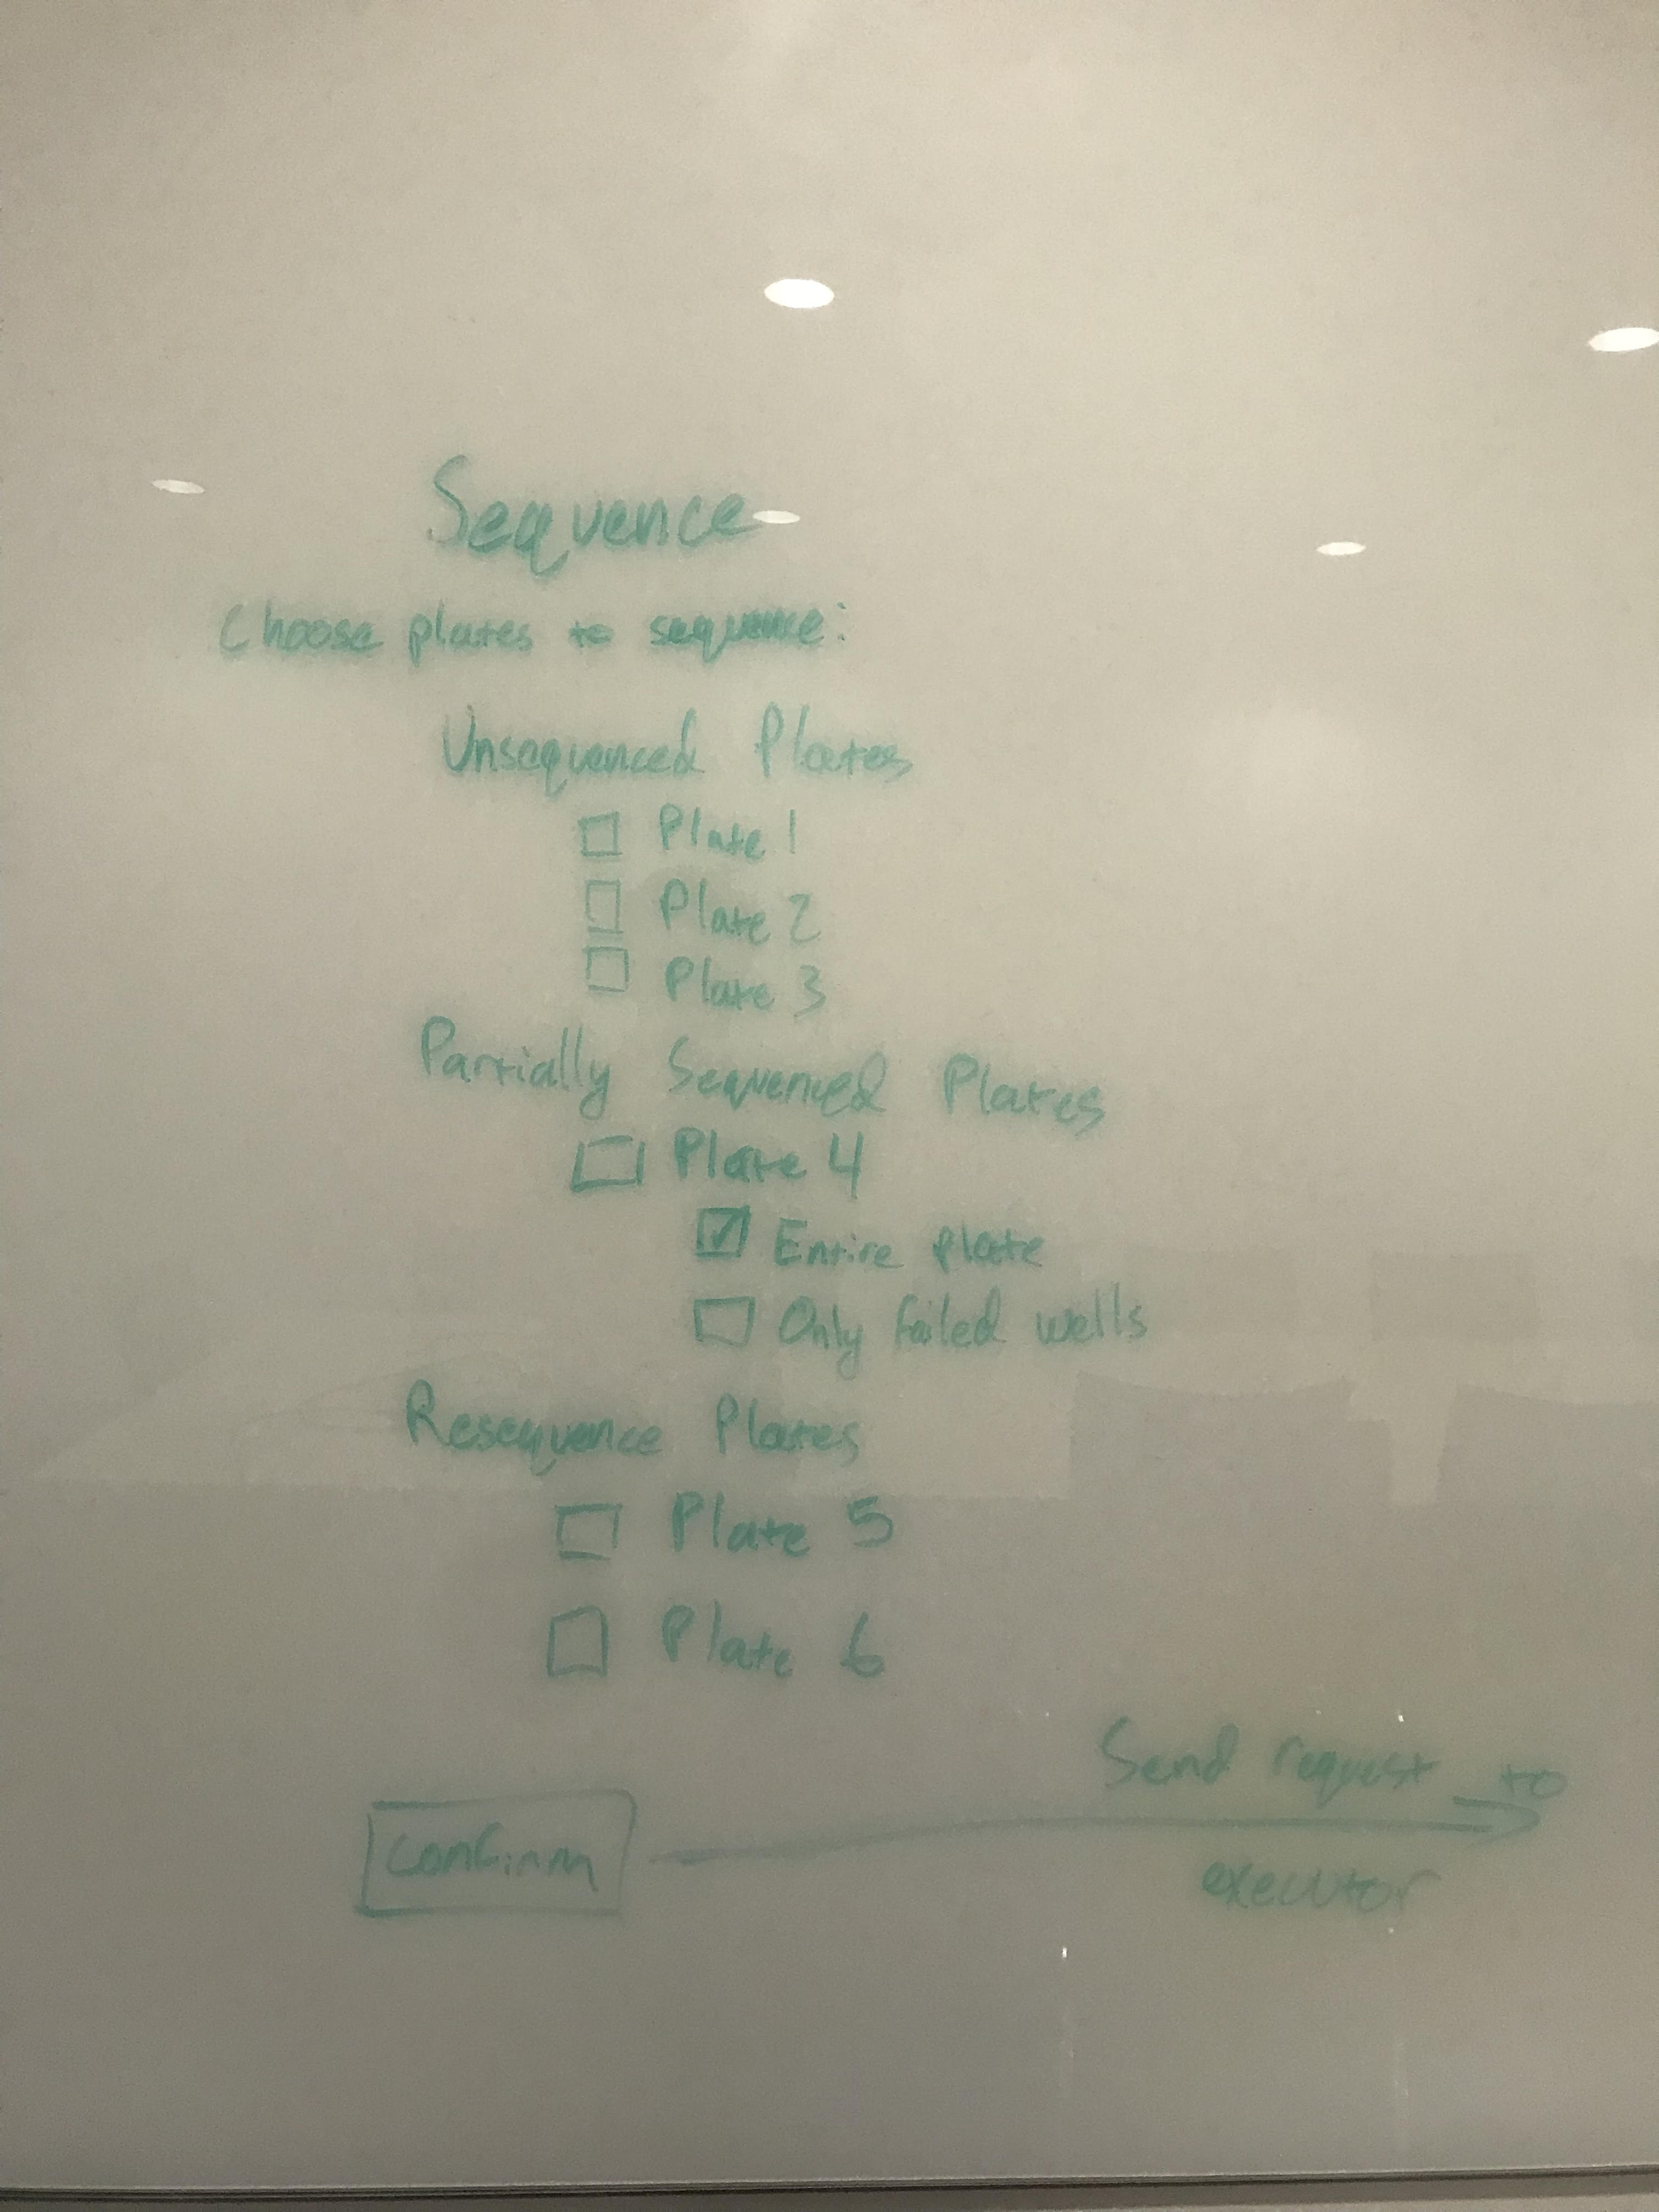 Sequence
Choose plates to sequence:
Unsequenced Plates
Plate 1
Plate 2
Plate 3
Partially Sequenced Plates
Plate 4
Entire plate
Only failed wells
Resequence Plates
Plate 5
Plate 6
Send request to
confirm
executor